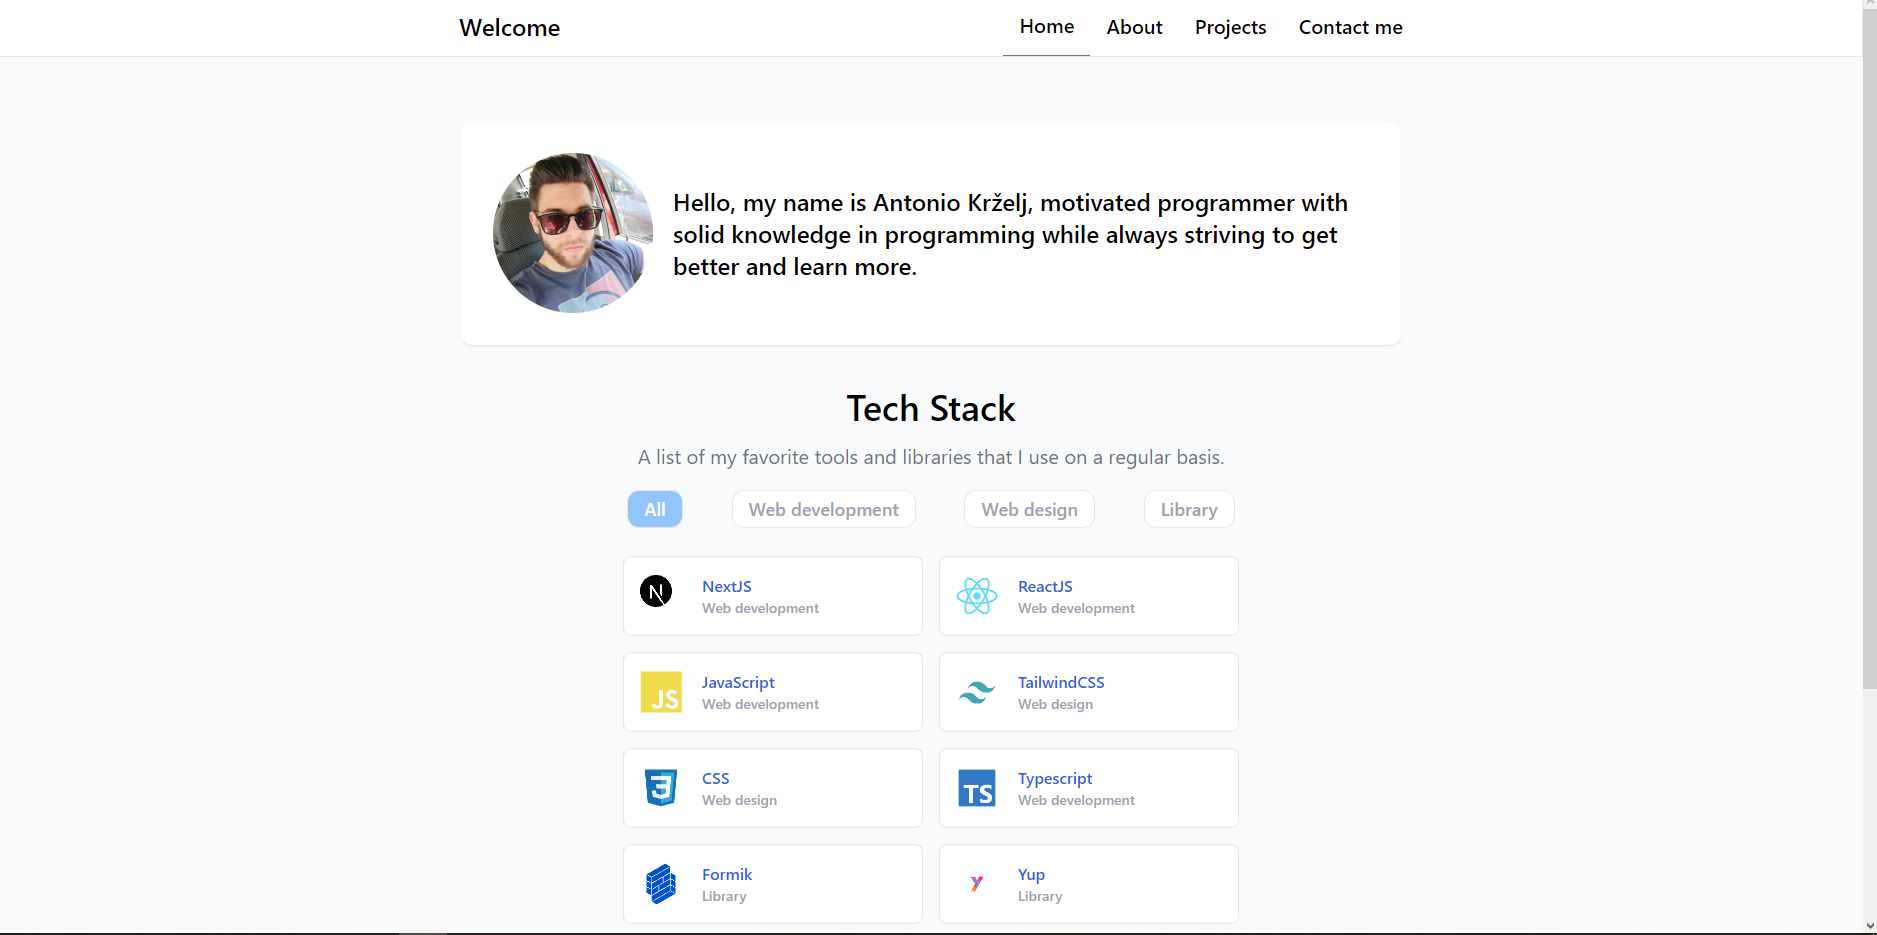 Welcome
Home
About
Projects
Contact me
Hello, my name is Antonio Krželj, motivated programmer with
solid knowledge in programming while always striving to get
better and learn more.
Tech Stack
A list of my favorite tools and libraries that I use on a regular basis.
All
Web development
Web design
Library
N
NextJS
Web development
ReactJS
Web development
JS
JavaScript
Web development
TailwindCSS
Web design
3
CSS
Web design
TS
Typescript
Web development
Formik
Library
Y
Yup
Library